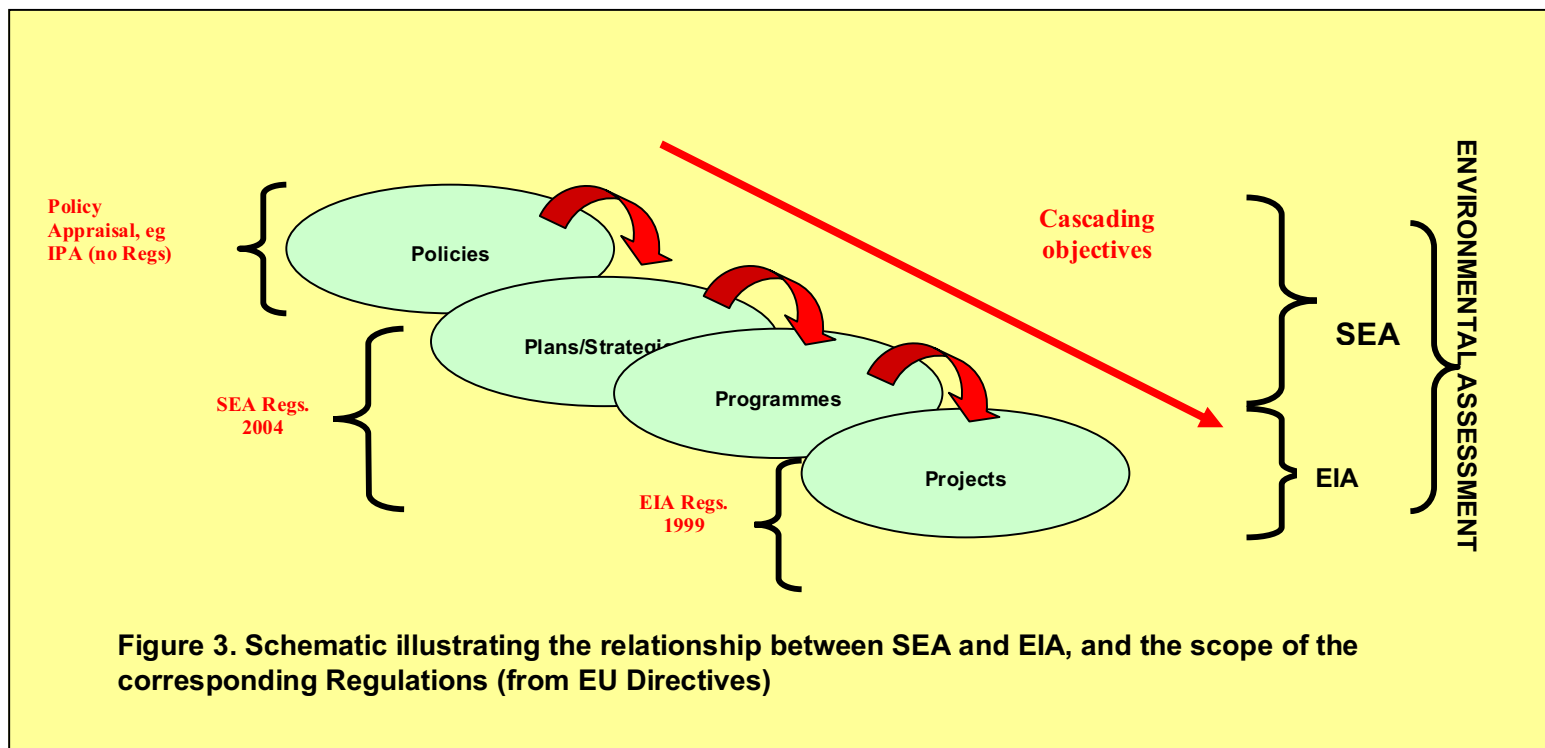 Policy
Appraisal, eg
IPA (no Regs)
Policies
Cascading
objectives
ENVIRONMENTAL ASSESSMENT
SEA
Plans/Strategie
SEA Regs.
2004
Programmes
EIA Regs.
1999
Projects
EIA
Figure 3. Schematic illustrating the relationship between SEA and EIA, and the scope of the
corresponding Regulations (from EU Directives)